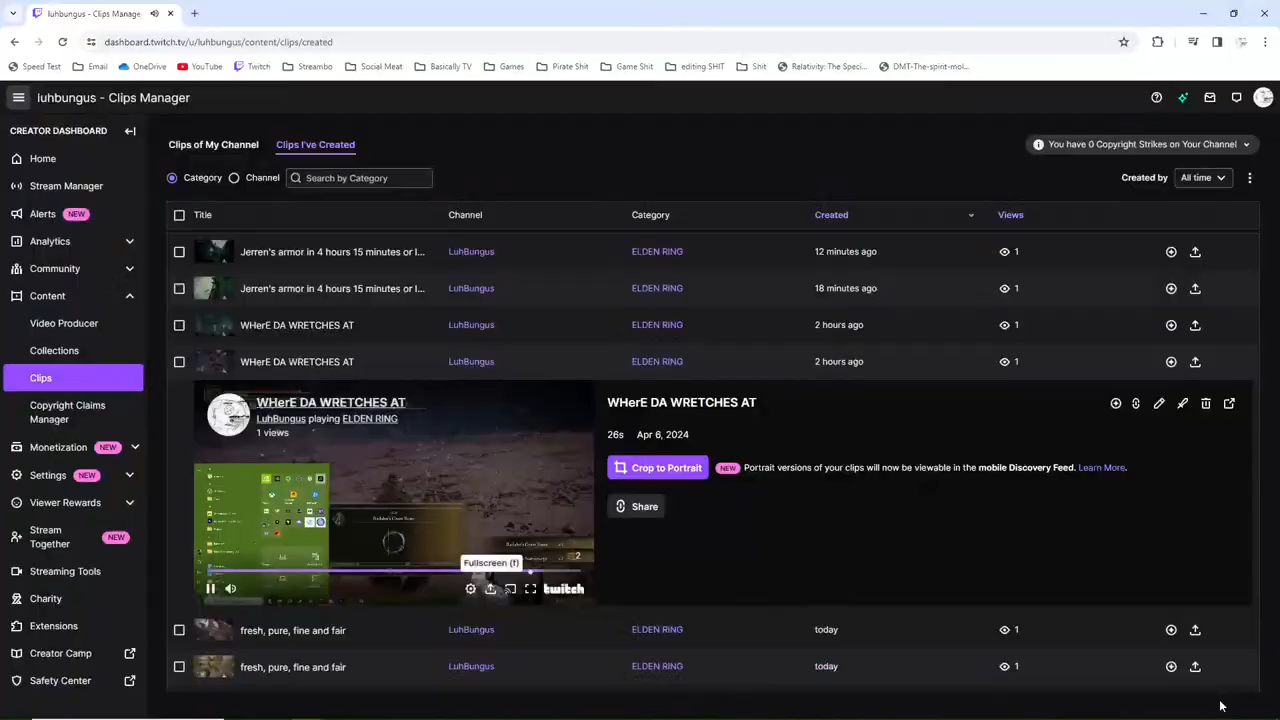 luhbungus - Clips Manage
dashboard.twitch.tv/u/luhbungus/content/clips/created
Speed Test Email OneDrive YouTube Twitch Streambo Social Meat Basically TV Games Pirate Shit Game Shit editing SHIT Shit Relativity: The Speci... DMT-The-spirit-mol...
luhbungus - Clips Manager
CREATOR DASHBOARD
Home
Stream Manager
Alerts NEW
Analytics
Community
Content
Video Producer
Collections
Clips
Copyright Claims
Manager
Monetization NEW
Settings NEW
Viewer Rewards
Stream
Together NEW
Streaming Tools
Charity
Extensions
Creator Camp
Safety Center
Clips of My Channel Clips I've Created
You have 0 Copyright Strikes on Your Channel
Category Channel Search by Category
Created by All time
Title Channel Category Created Views
Jerren's armor in 4 hours 15 minutes or l... LuhBungus ELDEN RING 12 minutes ago 1
Jerren's armor in 4 hours 15 minutes or l... LuhBungus ELDEN RING 18 minutes ago 1
WHerE DA WRETCHES AT LuhBungus ELDEN RING 2 hours ago 1
WHerE DA WRETCHES AT LuhBungus ELDEN RING 2 hours ago 1
WHerE DA WRETCHES AT
LuhBungus playing ELDEN RING
1 views
2
Fullscreen (f)
twitch
WHerE DA WRETCHES AT
26s Apr 6, 2024
Crop to Portrait NEW Portrait versions of your clips will now be viewable in the mobile Discovery Feed. Learn More.
Share
fresh, pure, fine and fair LuhBungus ELDEN RING today 1
fresh, pure, fine and fair LuhBungus ELDEN RING today 1